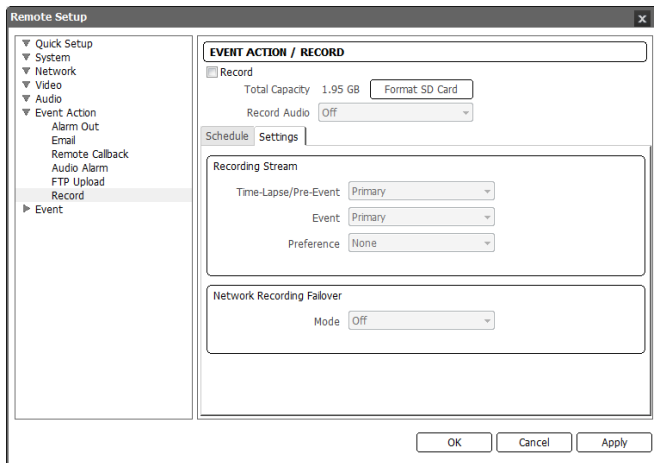 Remote Setup
x
Quick Setup
System
Network
Video
Audio
Event Action
Alarm Out
Email
Remote Callback
Audio Alarm
FTP Upload
Record
Event
EVENT ACTION / RECORD
Record
Total Capacity 1.95 GB Format SD Card
Record Audio Off
Schedule Settings
Recording Stream
Time-Lapse/Pre-Event Primary
Event Primary
Preference None
Network Recording Failover
Mode Off
OK Cancel Apply